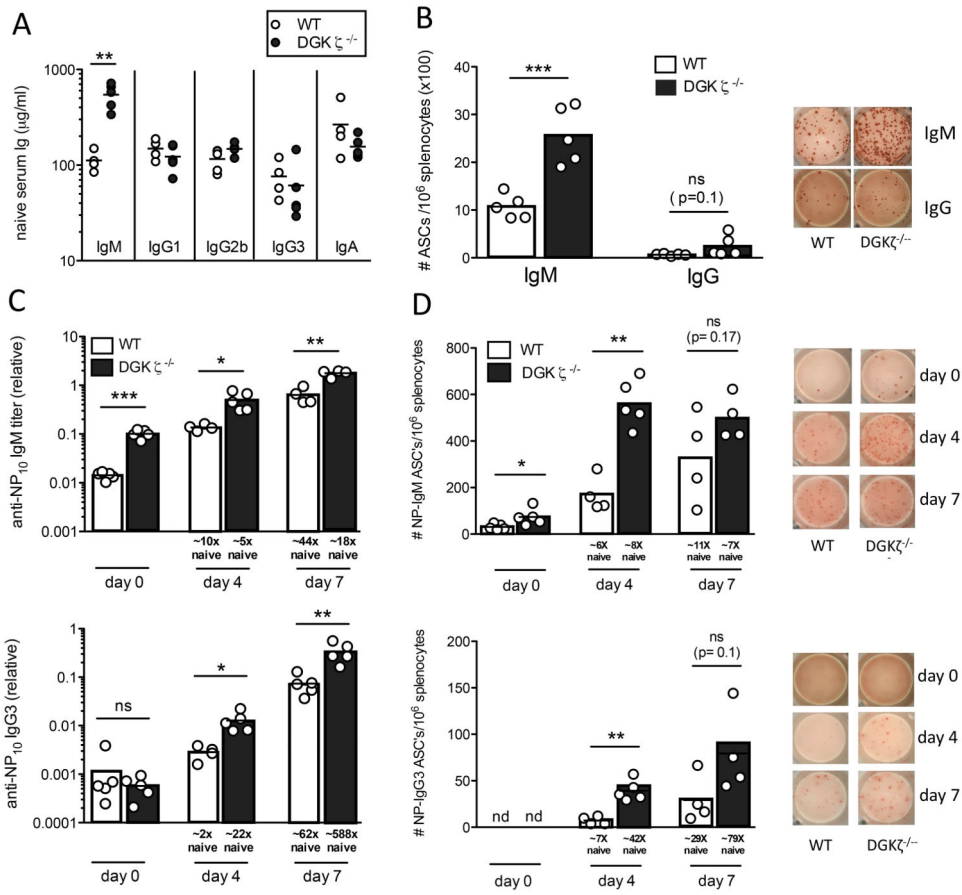 A
WT
DGK ζ -/-
**
1000
100
10
naive serum Ig (µg/ml)
IgM IgG1 IgG2b IgG3 IgA
B
WT
DGK ζ -/-
***
ns
( p=0.1)
40
30
20
10
0
# ASCs /10⁶ splenocytes (x100)
IgM IgG
IgM
IgG
WT DGKζ-/--
C
WT
DGK ζ -/-
***
*
**
10
1
0.1
0.01
0.001
anti-NP10 IgM titer (relative)
~10x ~5x ~44x ~18x
naive naive naive naive
day 0 day 4 day 7
ns
*
**
1
0.1
0.01
0.001
0.0001
anti-NP10 IgG3 (relative)
~2x ~22x ~62x ~588x
naive naive naive naive
day 0 day 4 day 7
D
WT
DGK ζ -/-
*
**
ns
(p= 0.17)
800
600
400
200
0
# NP-IgM ASC's/10⁶ splenocytes
~6X ~8X ~11X ~7X
naive naive naive naive
day 0 day 4 day 7
day 0
day 4
day 7
WT DGKζ-/-
-
**
ns
(p= 0.1)
200
150
100
50
0
# NP-IgG3 ASC's/10⁶ splenocytes
nd nd
~7X ~42X ~29X ~79X
naive naive naive naive
day 0 day 4 day 7
day 0
day 4
day 7
WT DGKζ-/--